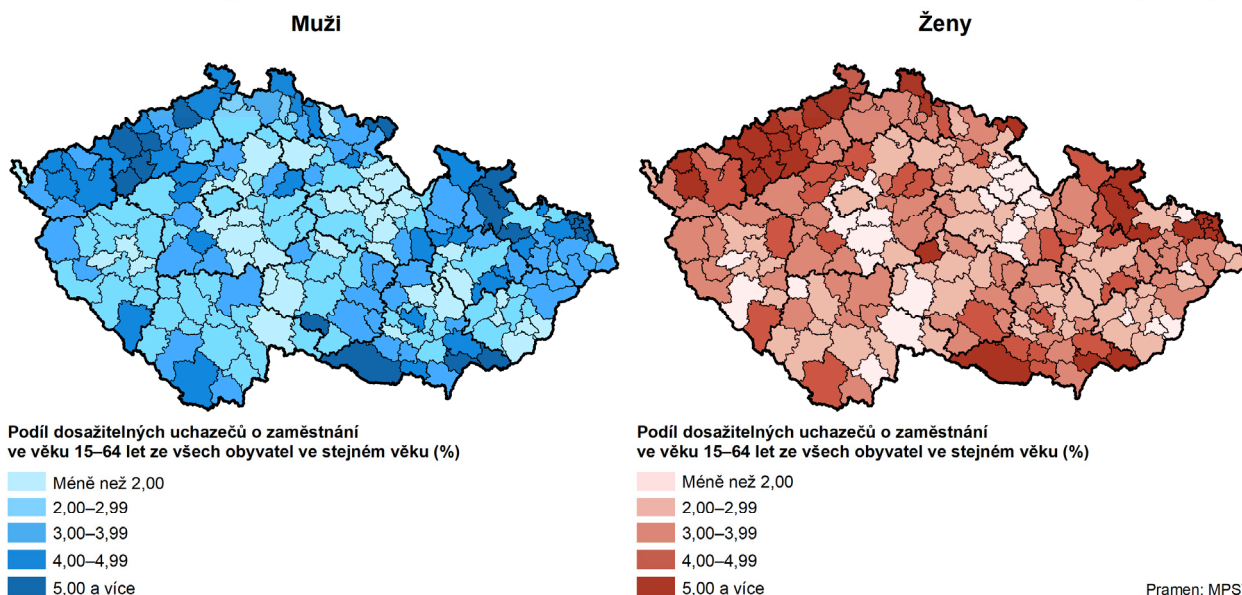 Muži
Ženy
Podíl dosažitelných uchazečů o zaměstnání
ve věku 15–64 let ze všech obyvatel ve stejném věku (%)
Méně než 2,00
2,00–2,99
3,00–3,99
4,00–4,99
5.00 a více
Podíl dosažitelných uchazečů o zaměstnání
ve věku 15–64 let ze všech obyvatel ve stejném věku (%)
Méně než 2,00
2,00–2,99
3,00–3,99
4,00–4,99
5.00 a více
Pramen: MPS